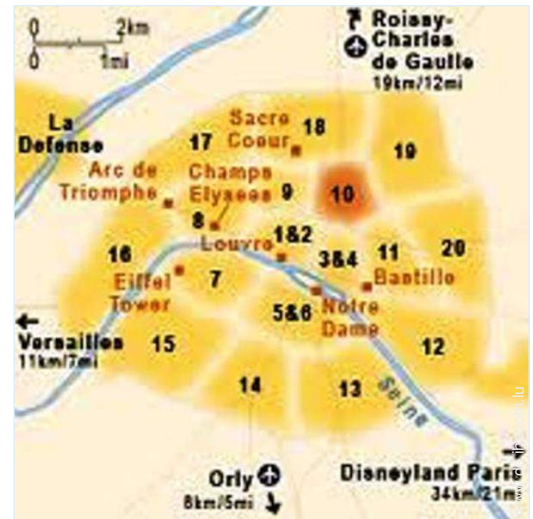 0 2km
0 1mi
Roissy-
Charles
de Gaulle
19km/12mi
La
Defense
Sacre
Coeur
18
17
19
Arc de
Triomphe
Champs
Elysees
9
10
8
1&2
Louvre
3&4
11
20
16
Eiffel
Tower
7
Bastille
5&6
Notre
Dame
Versailles
11km/7mi
15
12
14
13
Seine
Orly
8km/5mi
Disneyland Paris
34km/21mi